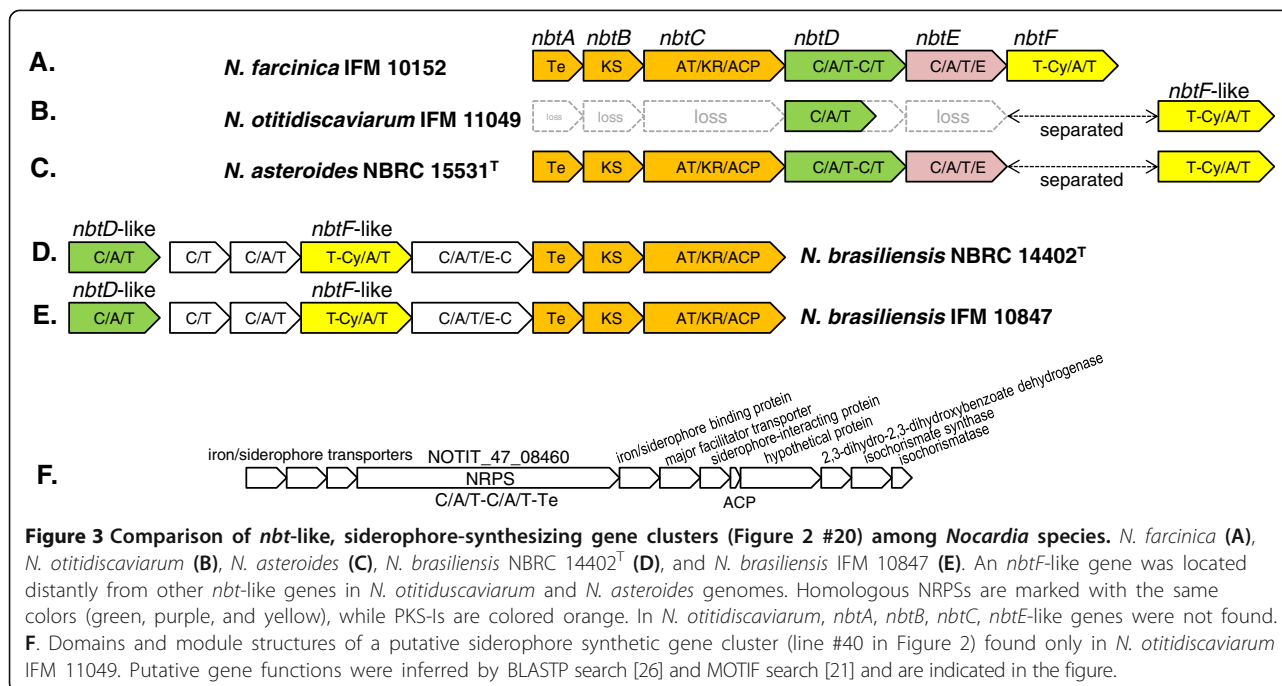 nbtA nbtB nbtC nbtD nbtE nbtF
A. N. farcinica IFM 10152 Te KS AT/KR/ACP C/A/T-C/T C/A/T/E T-Cy/A/T
nbtF-like
B. N. otitidiscaviarum IFM 11049 loss loss loss C/A/T loss separated T-Cy/A/T
C. N. asteroides NBRC 15531T Te KS AT/KR/ACP C/A/T-C/T C/A/T/E separated T-Cy/A/T
nbtD-like nbtF-like
D. C/A/T C/T C/A/T T-Cy/A/T C/A/T/E-C Te KS AT/KR/ACP N. brasiliensis NBRC 14402T
nbtD-like nbtF-like
E. C/A/T C/T C/A/T T-Cy/A/T C/A/T/E-C Te KS AT/KR/ACP N. brasiliensis IFM 10847
iron/siderophore binding protein
major facilitator transporter
siderophore-interacting protein
hypothetical protein
2,3-dihydro-2,3-dihydroxybenzoate dehydrogenase
isochorismate synthase
isochorismatase
iron/siderophore transporters NOTIT_47_08460
F. NRPS
C/A/T-C/A/T-Te ACP
Figure 3 Comparison of nbt-like, siderophore-synthesizing gene clusters (Figure 2 #20) among Nocardia species. N. farcinica (A),
N. otitidiscaviarum (B), N. asteroides (C), N. brasiliensis NBRC 14402T (D), and N. brasiliensis IFM 10847 (E). An nbtF-like gene was located
distantly from other nbt-like genes in N. otitiduscaviarum and N. asteroides genomes. Homologous NRPSs are marked with the same
colors (green, purple, and yellow), while PKS-Is are colored orange. In N. otitidiscaviarum, nbtA, nbtB, nbtC, nbtE-like genes were not found.
F. Domains and module structures of a putative siderophore synthetic gene cluster (line #40 in Figure 2) found only in N. otitidiscaviarum
IFM 11049. Putative gene functions were inferred by BLASTP search [26] and MOTIF search [21] and are indicated in the figure.